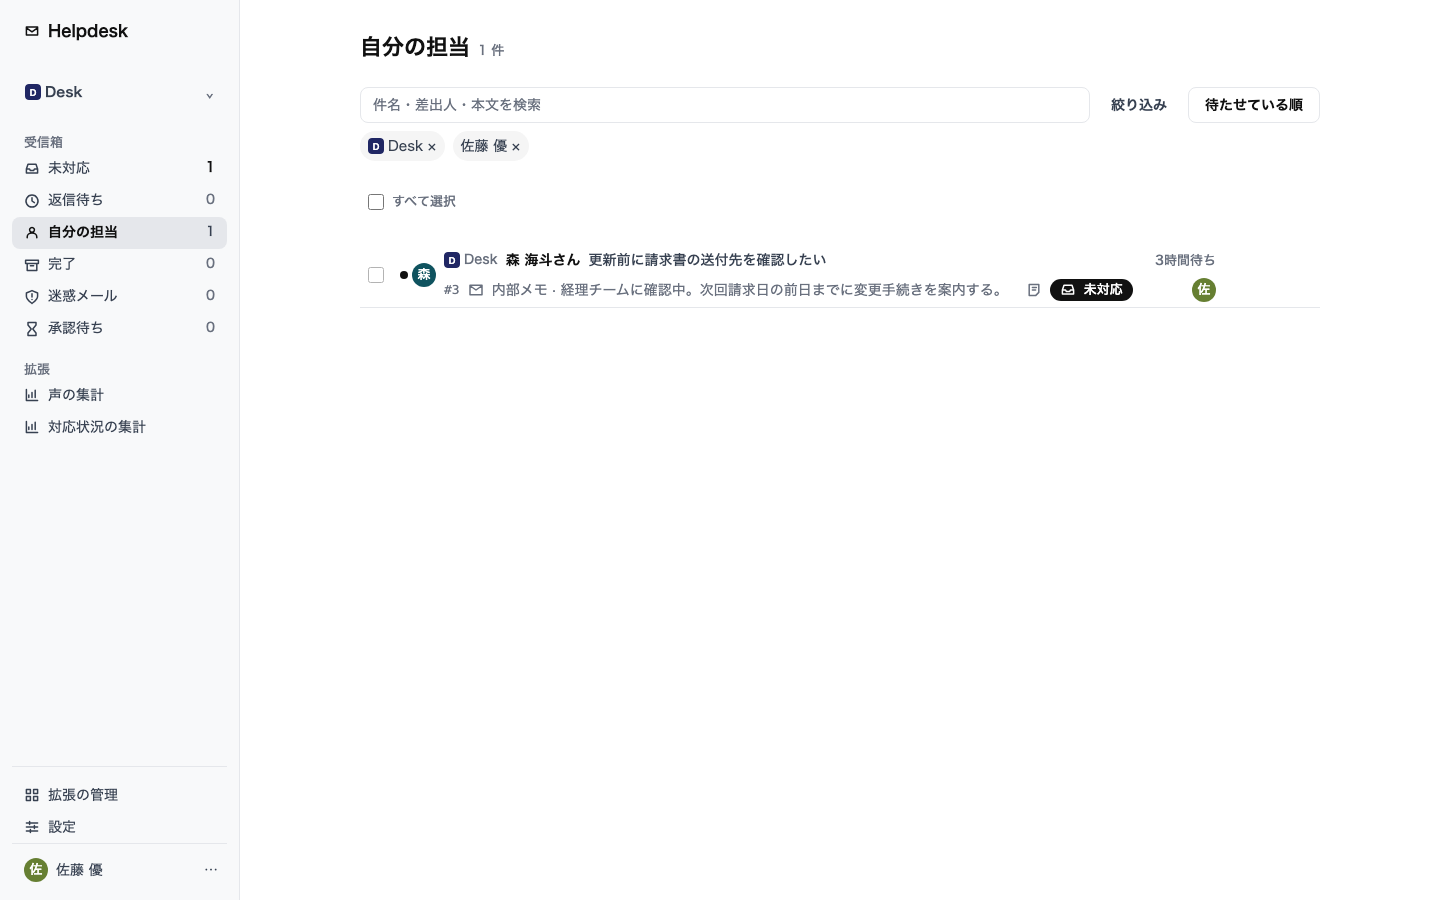 Helpdesk
D Desk
受信箱
未対応 1
返信待ち 0
自分の担当 1
完了 0
迷惑メール 0
承認待ち 0
拡張
声の集計
対応状況の集計
拡張の管理
設定
佐 佐藤 優 …
自分の担当 1 件
件名・差出人・本文を検索
絞り込み
待たせている順
D Desk ×
佐藤 優 ×
すべて選択
森 D Desk 森 海斗さん 更新前に請求書の送付先を確認したい 3時間待ち
#3 内部メモ · 経理チームに確認中。次回請求日の前日までに変更手続きを案内する。 未対応 佐